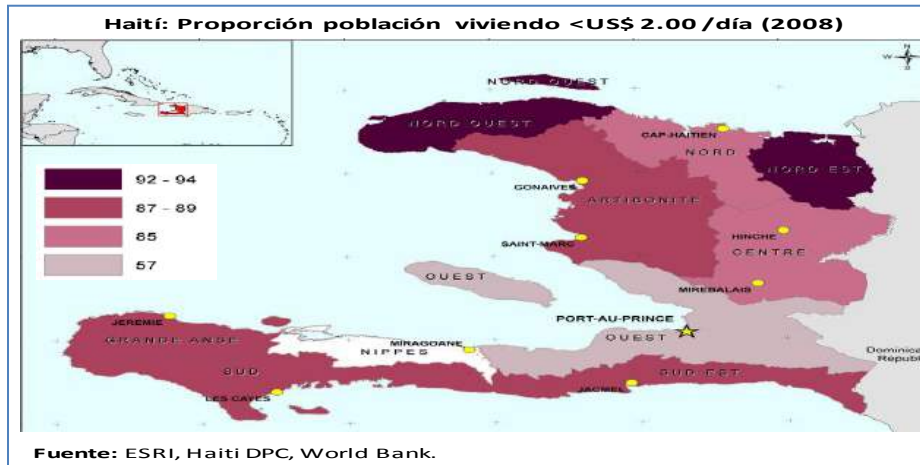 Haití: Proporción población viviendo <US$ 2.00 /día (2008)
W
S
NORD OUEST
NORD OUEST
CAP-HAITIEN
NORD
NORD EST
92 - 94
87 - 89
85
57
GONAIVES
ARTIBONITE
SAINT-MARC
HINCHE
CENTRE
OUEST
MIREBALAIS
PORT-AU-PRINCE
OUEST
JEREMIE
GRANDE ANSE
MIRAGOANE
NIPPES
Dominica
Republ
SUD
SUD EST
LES CAYES
JACMEL
Fuente: ESRI, Haiti DPC, World Bank.